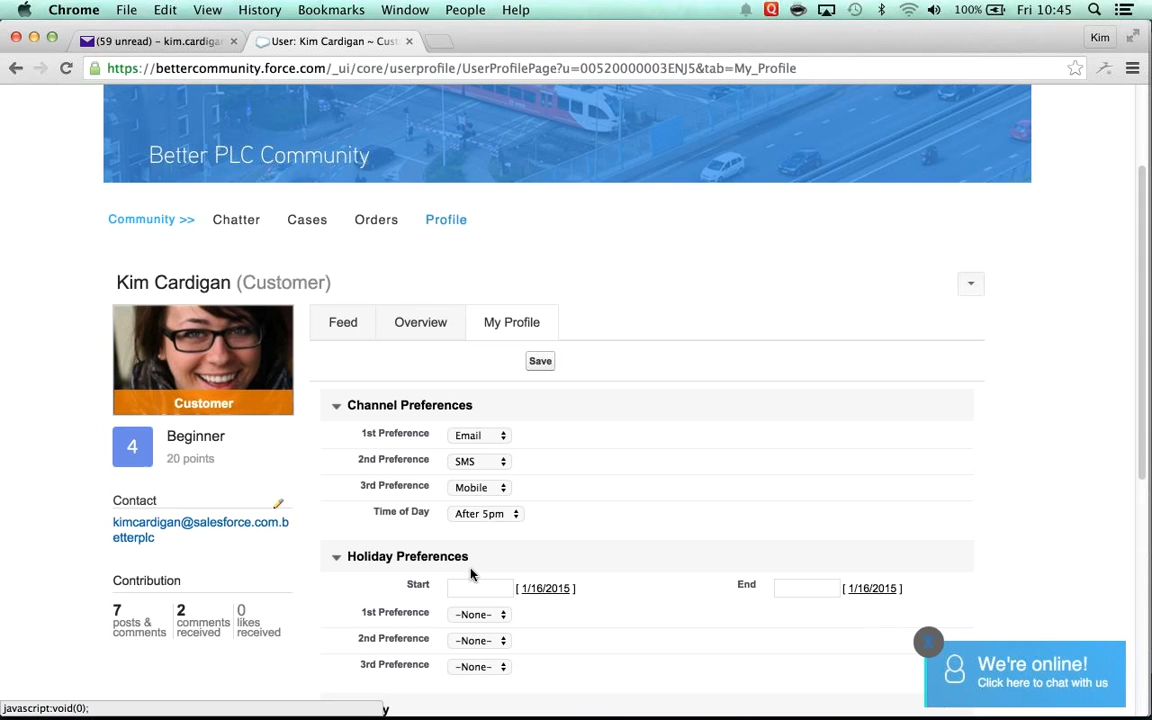 Chrome File Edit View History Bookmarks Window People Help 100% Fri 10:45
(59 unread) – kim.cardiga User: Kim Cardigan ~ Cus Kim
https://bettercommunity.force.com/_ui/core/userprofile/UserProfilePage?u=00520000003ENJ5&tab=My_Profile
Better PLC Community
Community >> Chatter Cases Orders Profile
Kim Cardigan (Customer)
Feed Overview My Profile
Save
Customer
Channel Preferences
4 Beginner
20 points
1st Preference Email
2nd Preference SMS
3rd Preference Mobile
Time of Day After 5pm
Contact
kimcardigan@salesforce.com.b
etterplc
Holiday Preferences
Start [ 1/16/2015 ] End [ 1/16/2015 ]
1st Preference –None–
2nd Preference –None–
3rd Preference –None–
Contribution
7 posts & comments
2 comments received
0 likes received
We're online!
Click here to chat with us
javascript:void(0);